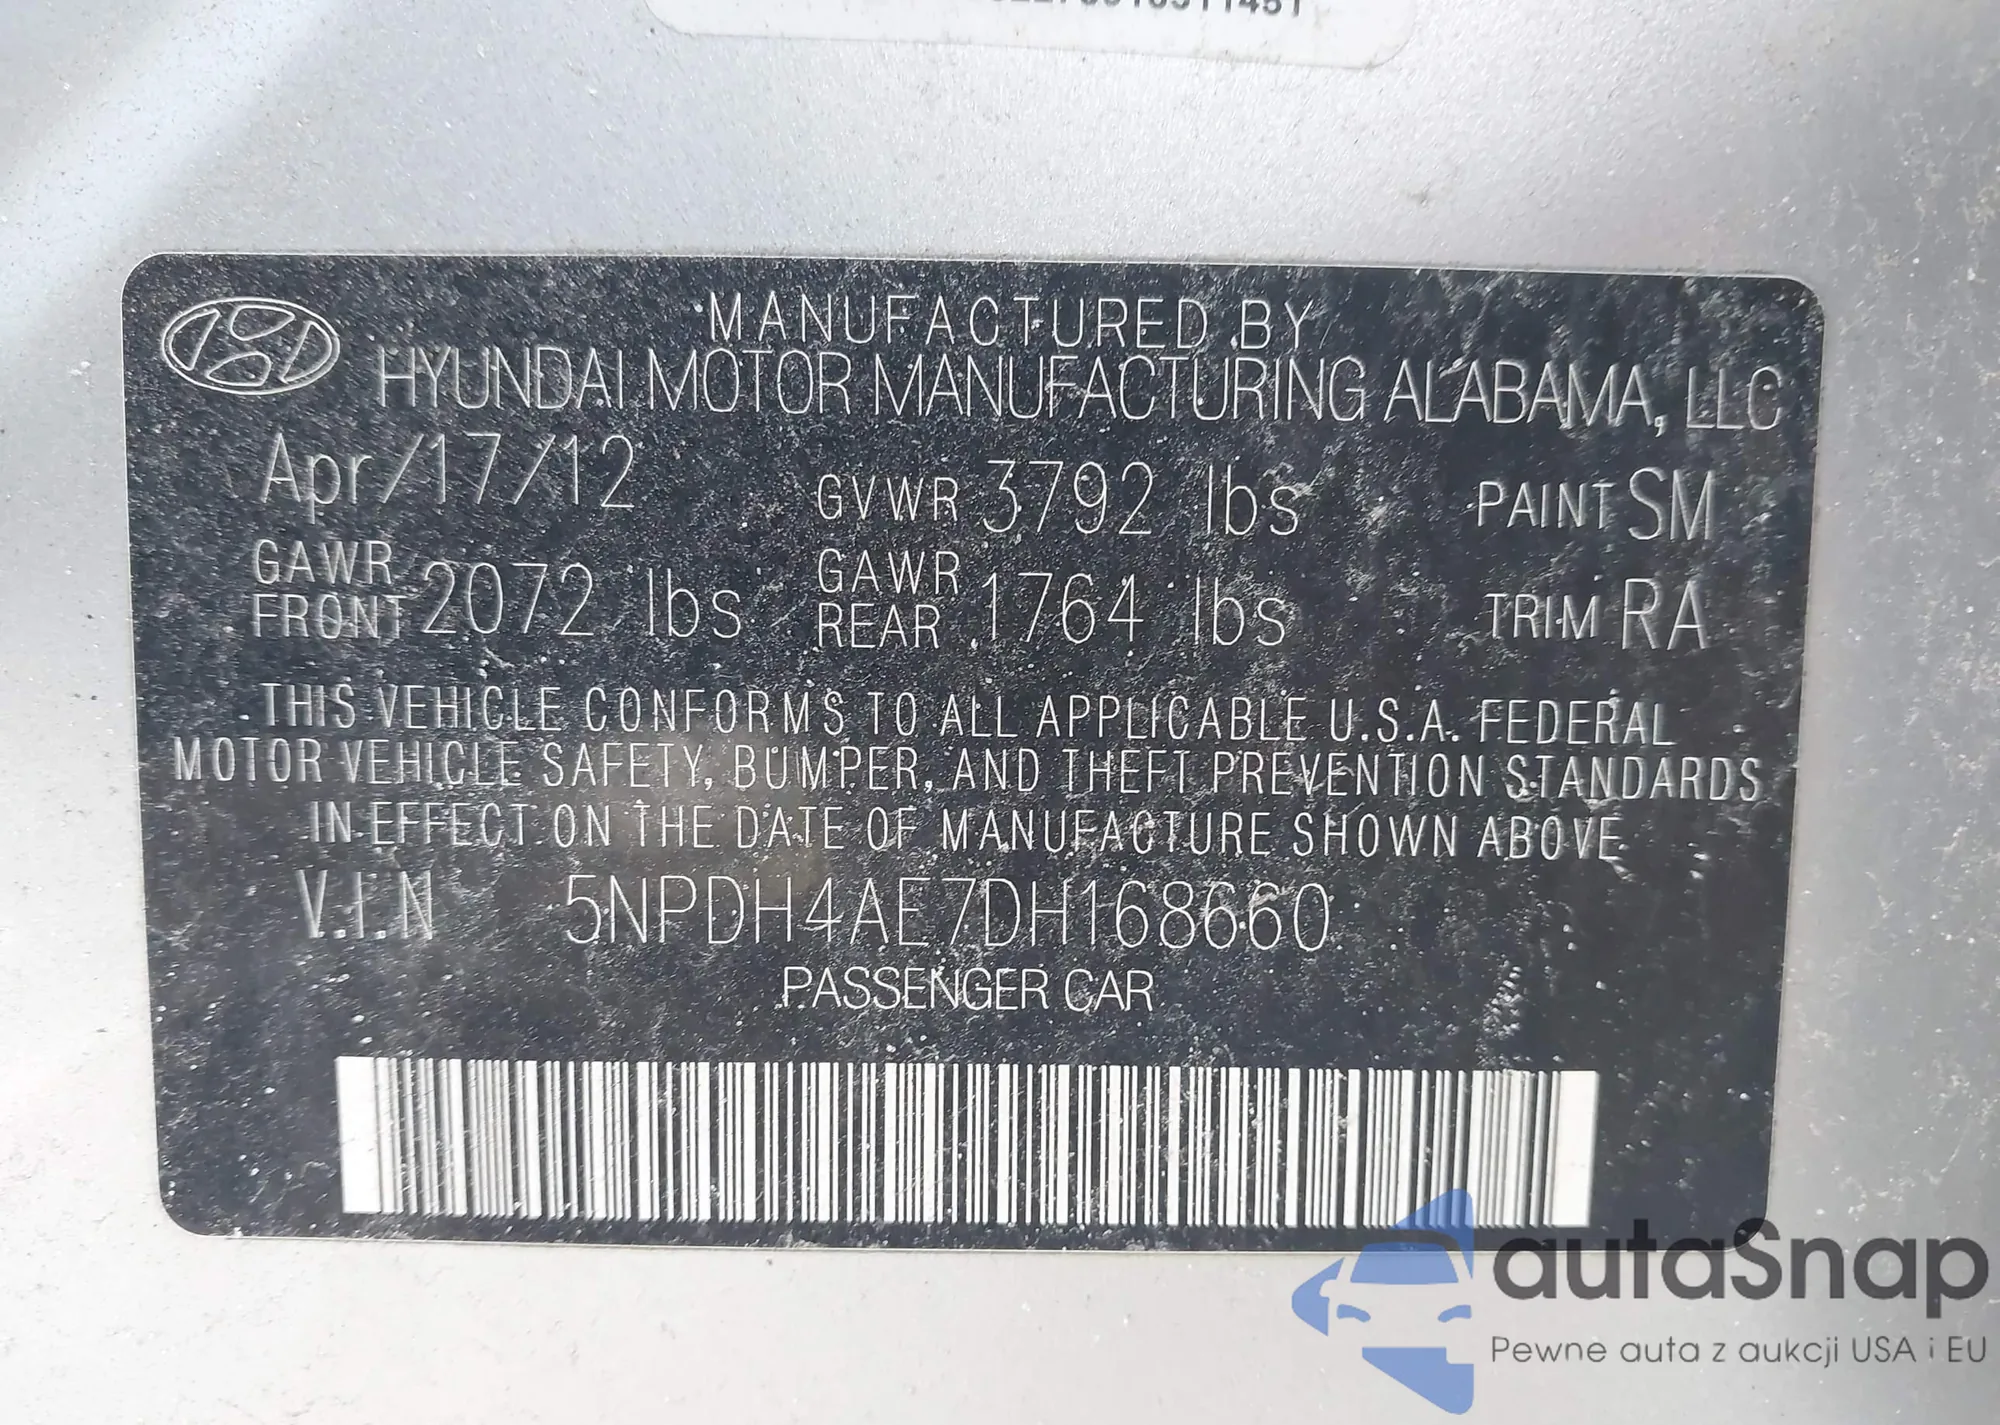 MANUFACTURED BY
HYUNDAI MOTOR MANUFACTURING ALABAMA, LLC
Apr/17/12 GVWR 3792 lbs PAINT SM
GAWR FRONT 2072 lbs GAWR REAR 1764 lbs TRIM RA
THIS VEHICLE CONFORMS TO ALL APPLICABLE U.S.A. FEDERAL
MOTOR VEHICLE SAFETY, BUMPER, AND THEFT PREVENTION STANDARDS
IN EFFECT ON THE DATE OF MANUFACTURE SHOWN ABOVE
V.I.N 5NPDH4AE7DH168660
PASSENGER CAR
autaSnap
Pewne auta z aukcji USA i EU